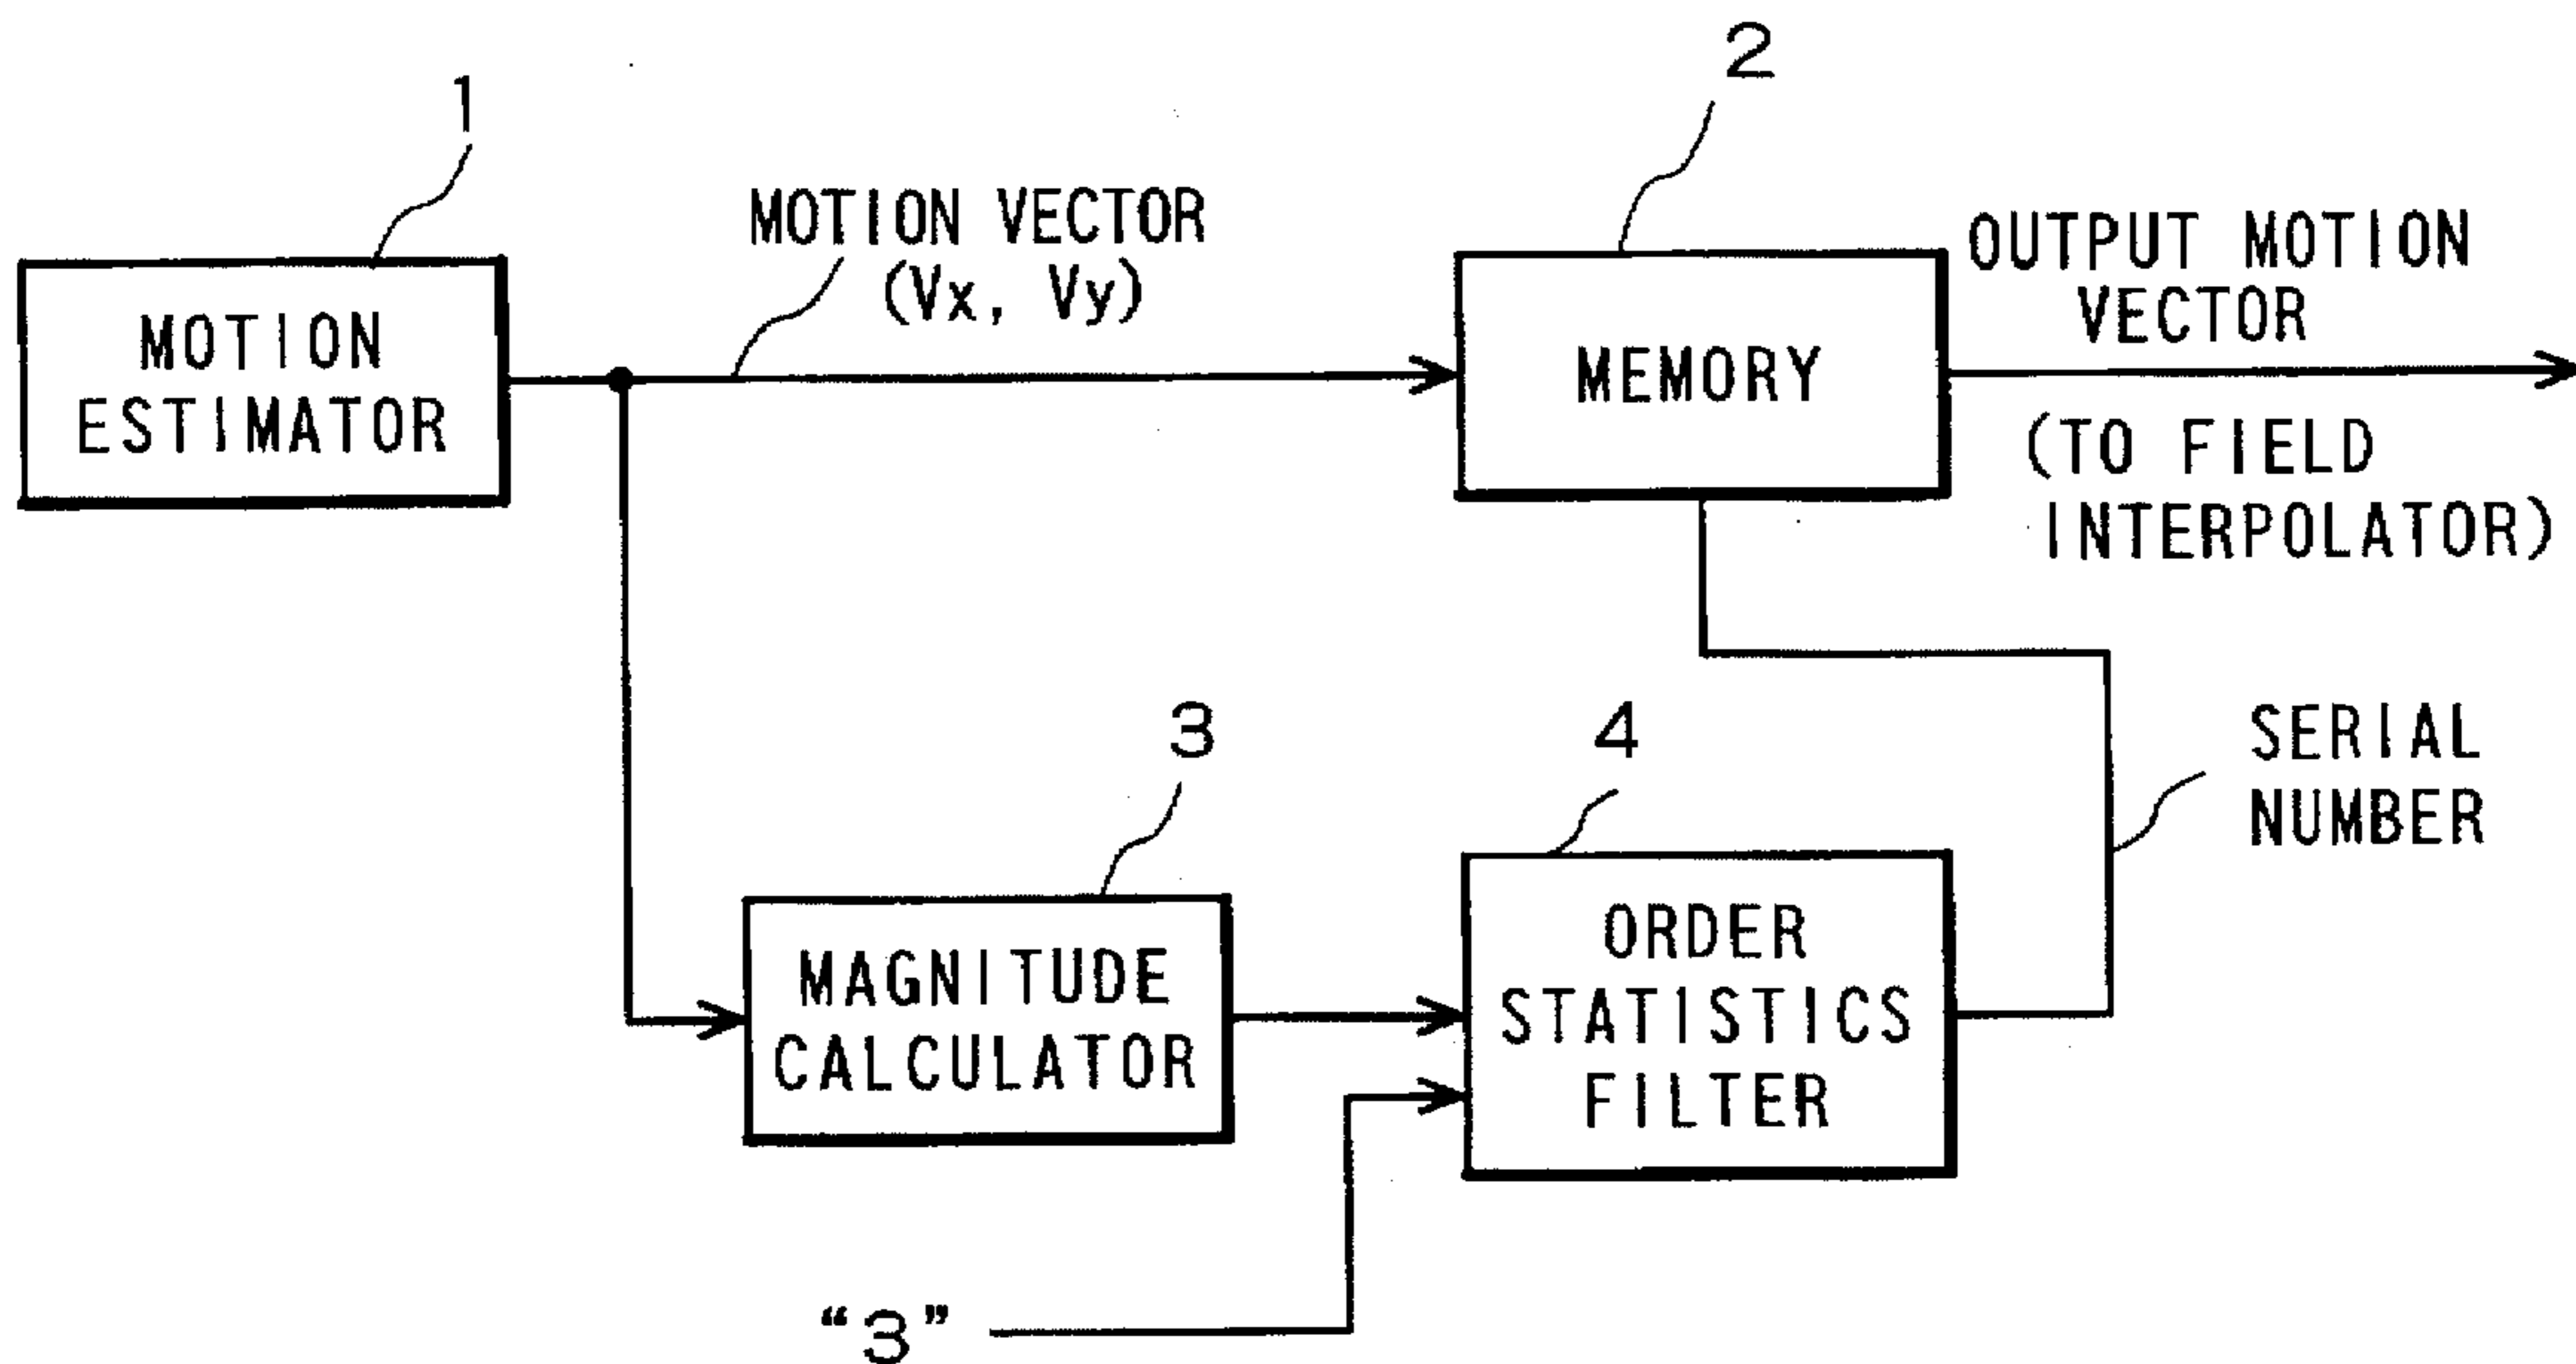 1
2
MOTION VECTOR
(Vx, Vy)
OUTPUT MOTION
VECTOR
MOTION
ESTIMATOR
MEMORY
(TO FIELD
INTERPOLATOR)
3
4
SERIAL
NUMBER
MAGNITUDE
CALCULATOR
ORDER
STATISTICS
FILTER
“3”